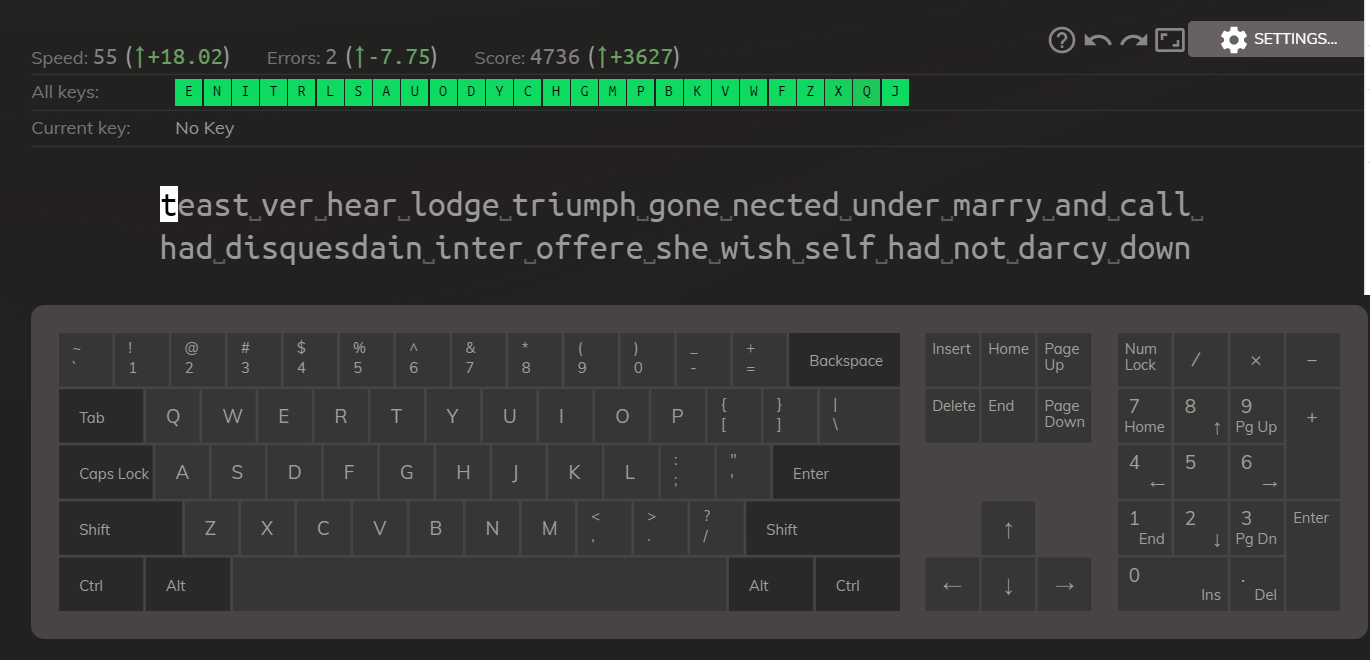 Speed: 55 (↑+18.02) Errors: 2 (↑-7.75) Score: 4736 (↑+3627)
SETTINGS...
All keys: E N I T R L S A U O D Y C H G M P B K V W F Z X Q J
Current key: No Key
teast␣ver␣hear␣lodge␣triumph␣gone␣nected␣under␣marry␣and␣call␣
had␣disquesdain␣inter␣offere␣she␣wish␣self␣had␣not␣darcy␣down
~ ! @ # $ % ^ & * ( ) _ +
` 1 2 3 4 5 6 7 8 9 0 - = Backspace
Tab Q W E R T Y U I O P { } |
[ ] \
Caps Lock A S D F G H J K L : "
; ' Enter
Shift Z X C V B N M < > ?
, . / Shift
Ctrl Alt Alt Ctrl
Insert Home Page Up
Delete End Page Down
↑
← ↓ →
Num Lock / × −
7 Home 8 ↑ 9 Pg Up +
4 ← 5 6 →
1 End 2 ↓ 3 Pg Dn Enter
0 Ins . Del